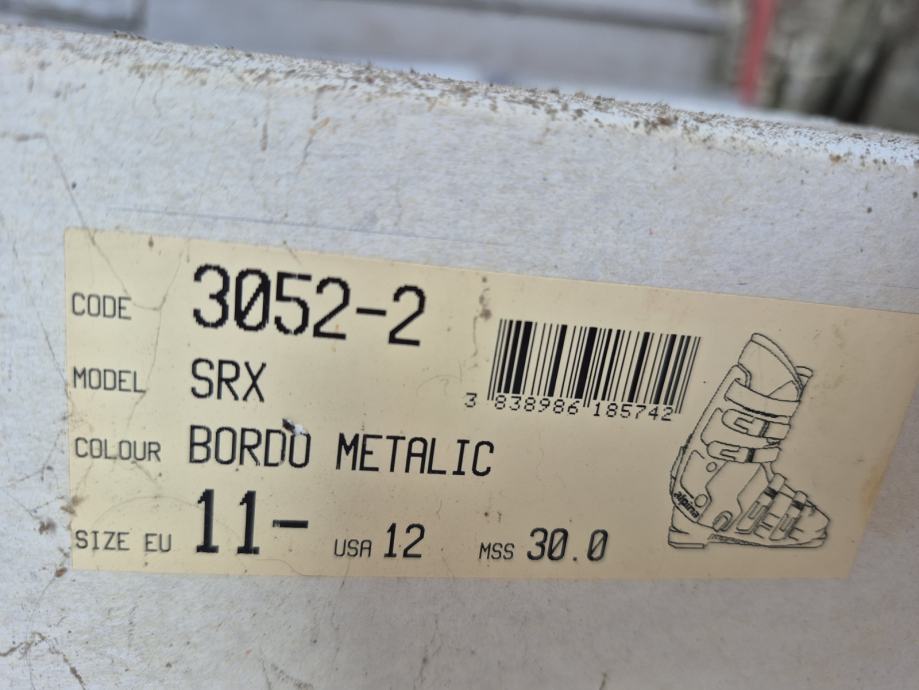 CODE 3052-2
MODEL SRX
3 838986 185742
COLOUR BORDO METALIC
SIZE EU 11- USA 12 MSS 30.0
alpina